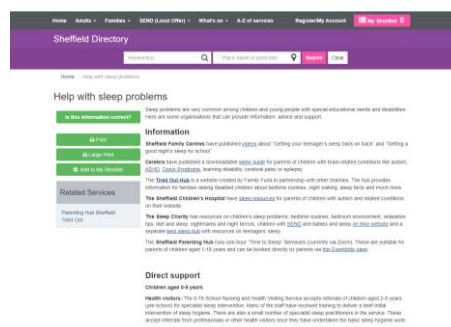 Home Adults Families SEND (Local Offer) What's on A-Z of services Register/My Account My Shortlist 0
Sheffield Directory
Keyword(s) Place name or postcode Search Clear
Home Help with sleep problems
Help with sleep problems
Is this information correct?
Print
Large Print
Add to My Shortlist
Related Services
Parenting Hub Sheffield
Tired Out
Sleep problems are very common among children and young people with special educational needs and disabilities
Here are some organisations that can provide information, advice and support.
Information
Sheffield Family Centres have published videos about "Getting your teenager's sleep back on track" and "Getting a
good night's sleep for school"
Cerebra have published a downloadable sleep guide for parents of children with brain-related conditions like autism,
ADHD, Down Syndrome, learning disability, cerebral palsy or epilepsy
The Tired Out Hub is a website created by Family Fund in partnership with other charities. The hub provides
information for families raising disabled children about bedtime routines, night waking, sleep facts and much more.
The Sheffield Children's Hospital have sleep resources for parents of children with autism and related conditions
on their website
The Sleep Charity has resources on children's sleep problems, bedtime routines, bedroom environment, relaxation
tips, diet and sleep, nightmares and night terrors, children with SEND and babies and sleep on their website and a
separate teen sleep hub with resources on teenagers' sleep.
The Sheffield Parenting Hub runs one-hour "Time to Sleep" Seminars (currently via Zoom). These are suitable for
parents of children aged 1-18 years and can be booked directly by parents via this Eventbrite page.
Direct support
Children aged 0-5 years
Health visitors: The 0-19 School Nursing and Health Visiting Service accepts referrals of children aged 2-5 years
(pre-school) for specialist sleep intervention. Many of the staff have received training to deliver a brief initial
intervention of sleep hygiene. There are also a small number of specialist sleep practitioners in the service. These
accept referrals from professionals or other health visitors once they have undertaken the basic sleep hygiene work.